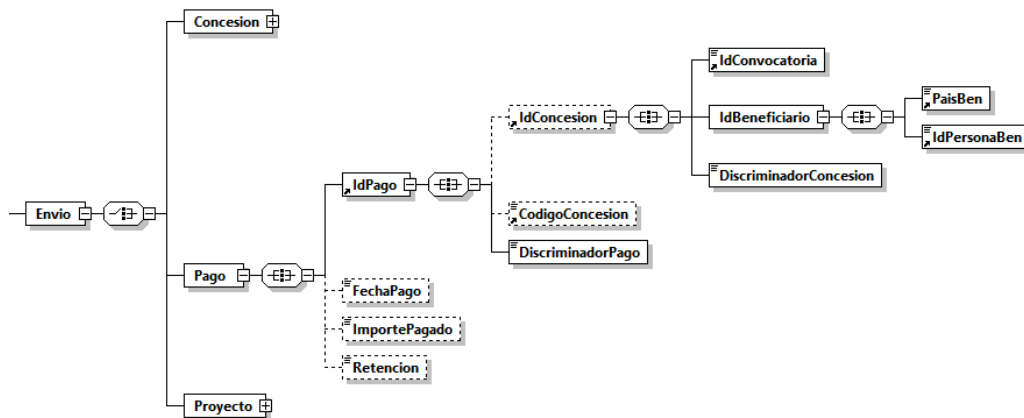 Concesion
IdConvocatoria
PaisBen
IdConcesion
IdBeneficiario
IdPersonaBen
IdPago
DiscriminadorConcesion
Envio
CodigoConcesion
DiscriminadorPago
Pago
FechaPago
ImportePagado
Retencion
Proyecto